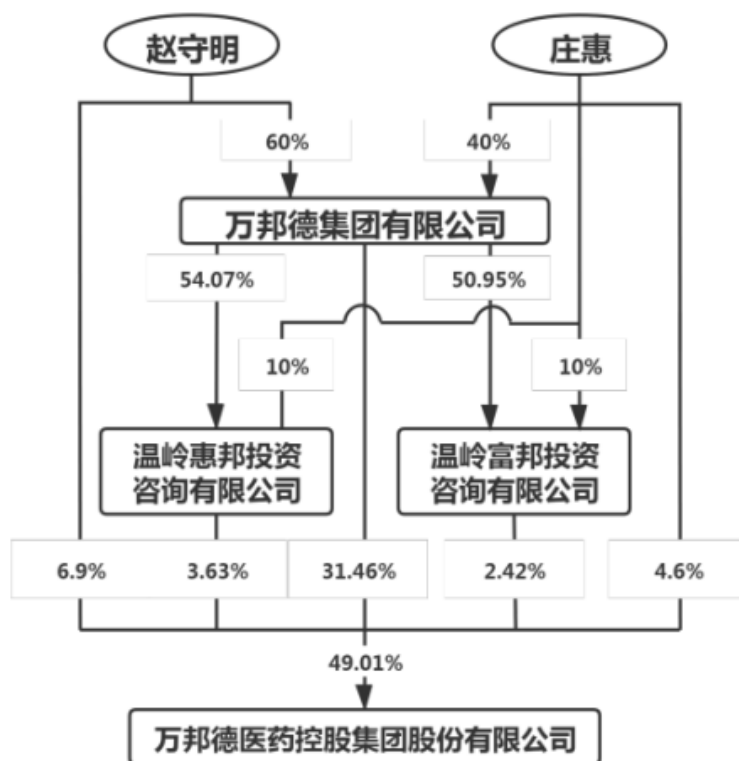 赵守明
庄惠
60%
40%
万邦德集团有限公司
54.07%
50.95%
10%
10%
温岭惠邦投资
咨询有限公司
温岭富邦投资
咨询有限公司
6.9%
3.63%
31.46%
2.42%
4.6%
49.01%
万邦德医药控股集团股份有限公司